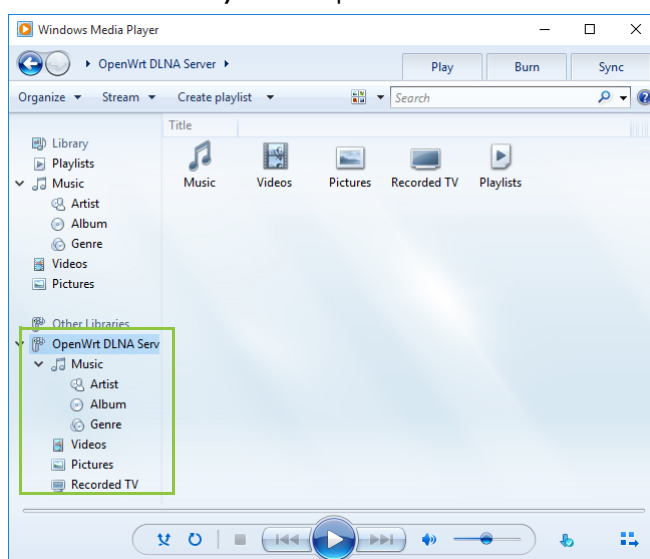 Windows Media Player
OpenWrt DLNA Server
Play
Burn
Sync
Organize
Stream
Create playlist
Search
Title
Library
Playlists
Music
Artist
Album
Genre
Videos
Pictures
Other Libraries
OpenWrt DLNA Serv
Music
Artist
Album
Genre
Videos
Pictures
Recorded TV
Music
Videos
Pictures
Recorded TV
Playlists